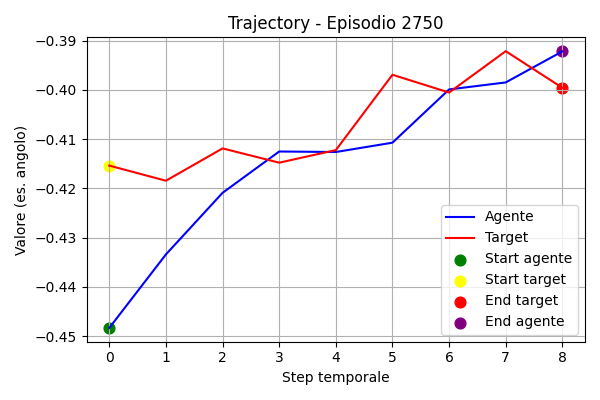 Trajectory - Episodio 2750
Valore (es. angolo)
−0.39
−0.40
−0.41
−0.42
−0.43
−0.44
−0.45
Agente
Target
Start agente
Start target
End target
End agente
0 1 2 3 4 5 6 7 8
Step temporale